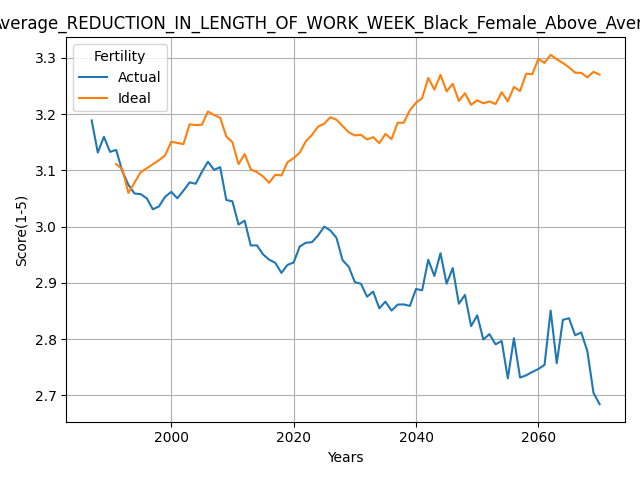 Average_REDUCTION_IN_LENGTH_OF_WORK_WEEK_Black_Female_Above_Aver
Fertility
Actual
Ideal
3.3
3.2
3.1
3.0
2.9
2.8
2.7
Score(1-5)
2000
2020
2040
2060
Years